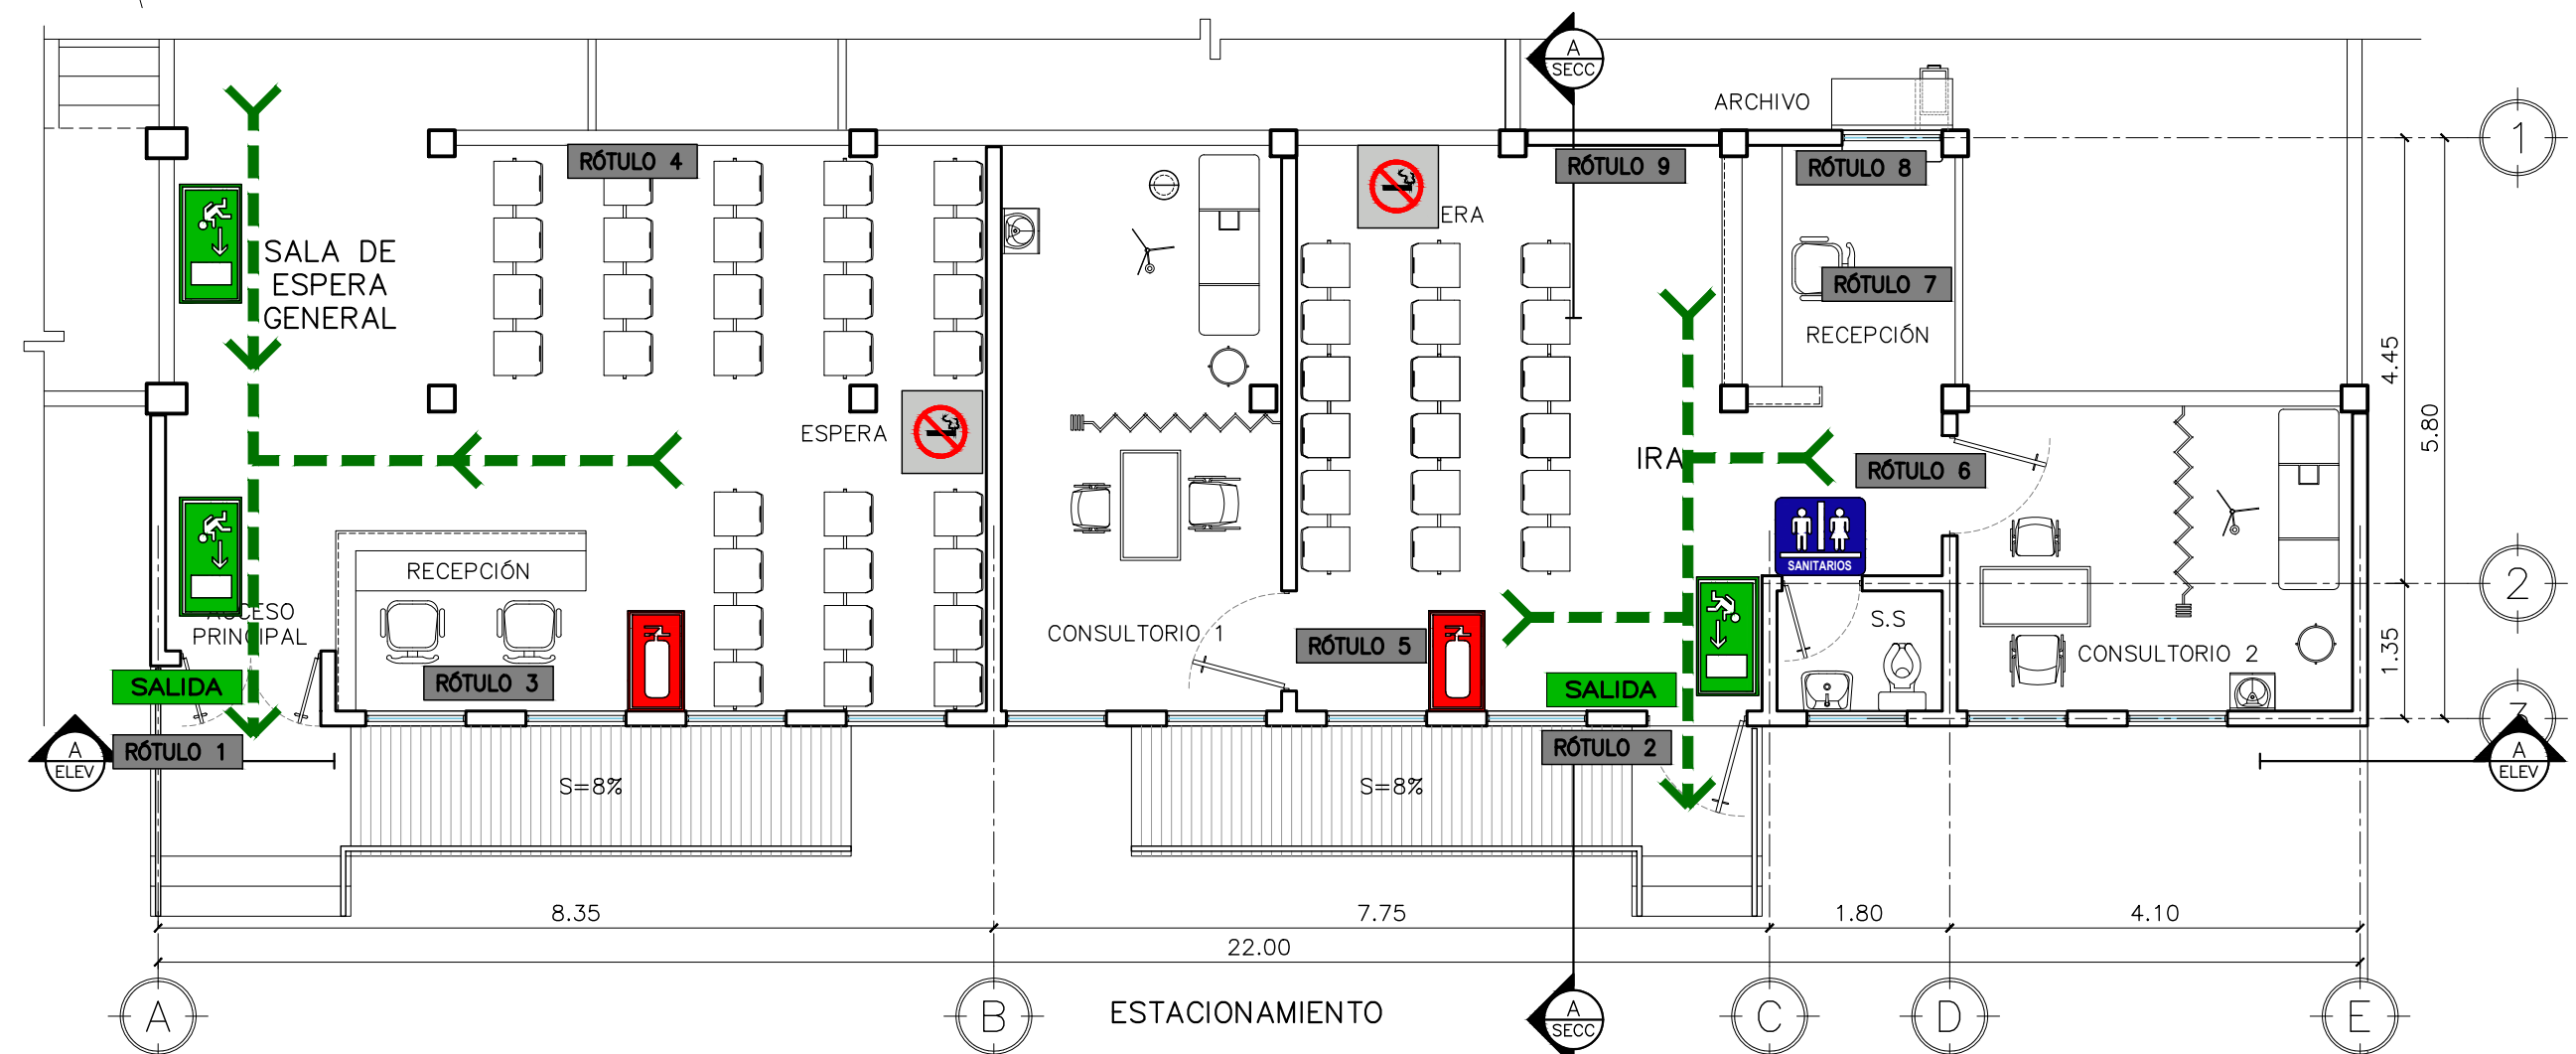 A
SECC
ARCHIVO
1
RÓTULO 4
RÓTULO 9
RÓTULO 8
ERA
SALA DE
ESPERA
GENERAL
RÓTULO 7
RECEPCIÓN
4.45
5.80
ESPERA
IRA
RÓTULO 6
SANITARIOS
RECEPCIÓN
2
ACCESO
PRINCIPAL
S.S
CONSULTORIO 1
RÓTULO 5
CONSULTORIO 2
1.35
SALIDA
RÓTULO 3
SALIDA
3
A
ELEV
RÓTULO 1
RÓTULO 2
A
ELEV
S=8%
S=8%
8.35
7.75
1.80
4.10
22.00
A
B
ESTACIONAMIENTO
A
SECC
C
D
E